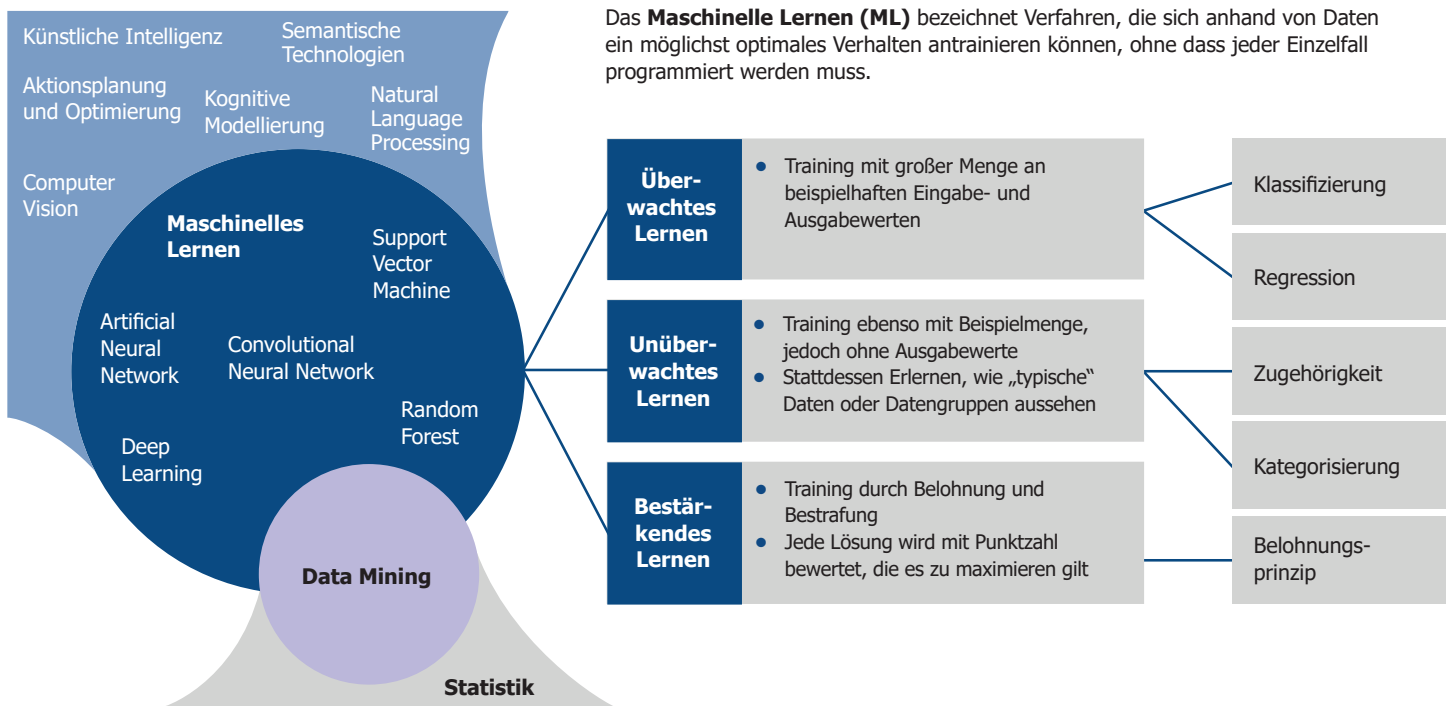 Das Maschinelle Lernen (ML) bezeichnet Verfahren, die sich anhand von Daten
ein möglichst optimales Verhalten antrainieren können, ohne dass jeder Einzelfall
programmiert werden muss.
Künstliche Intelligenz
Semantische
Technologien
Aktionsplanung
und Optimierung
Kognitive
Modellierung
Natural
Language
Processing
Computer
Vision
Maschinelles
Lernen
Support
Vector
Machine
Artificial
Neural
Network
Convolutional
Neural Network
Random
Forest
Deep
Learning
Data Mining
Statistik
Über-
wachtes
Lernen
• Training mit großer Menge an
beispielhaften Eingabe- und
Ausgabewerten
Klassifizierung
Regression
Unüber-
wachtes
Lernen
• Training ebenso mit Beispielmenge,
jedoch ohne Ausgabewerte
• Stattdessen Erlernen, wie „typische“
Daten oder Datengruppen aussehen
Zugehörigkeit
Kategorisierung
Bestär-
kendes
Lernen
• Training durch Belohnung und
Bestrafung
• Jede Lösung wird mit Punktzahl
bewertet, die es zu maximieren gilt
Belohnungs-
prinzip